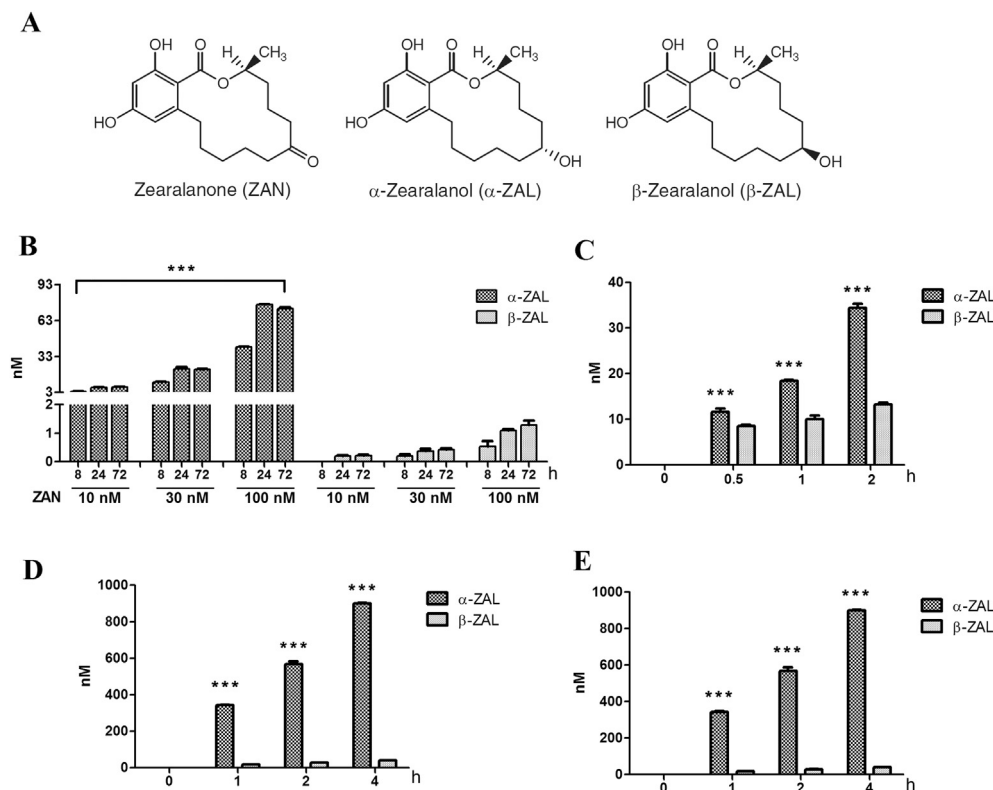 A
OH
O
H
CH3
O
HO
O
Zearalanone (ZAN)
OH
O
H
CH3
O
HO
OH
α-Zearalanol (α-ZAL)
OH
O
H
CH3
O
HO
OH
β-Zearalanol (β-ZAL)
B
***
93
63
33
3
2
1
0
nM
α-ZAL
β-ZAL
8 24 72 8 24 72 8 24 72 8 24 72 8 24 72 8 24 72 h
ZAN 10 nM 30 nM 100 nM 10 nM 30 nM 100 nM
C
40
30
20
10
0
nM
*** *** ***
α-ZAL
β-ZAL
0 0.5 1 2 h
D
1000
800
600
400
200
0
nM
*** *** ***
α-ZAL
β-ZAL
0 1 2 4 h
E
1000
800
600
400
200
0
nM
*** *** ***
α-ZAL
β-ZAL
0 1 2 4 h